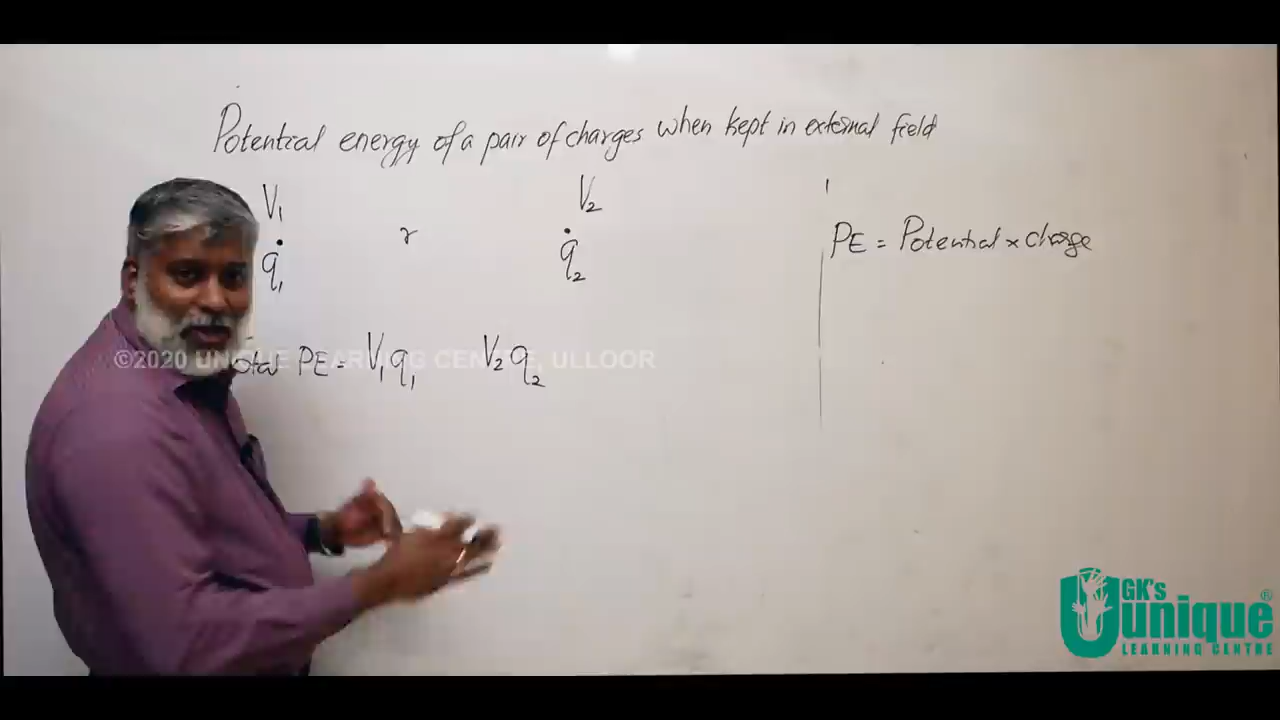 Potential energy of a pair of charges when kept in external field
V₁ V₂
r
q₁ q₂
PE = Potential × charge
PE = V₁q₁ V₂q₂
©2020 UNIQUE LEARNING CENTRE, ULLOOR
GK's
unique®
LEARNING CENTRE